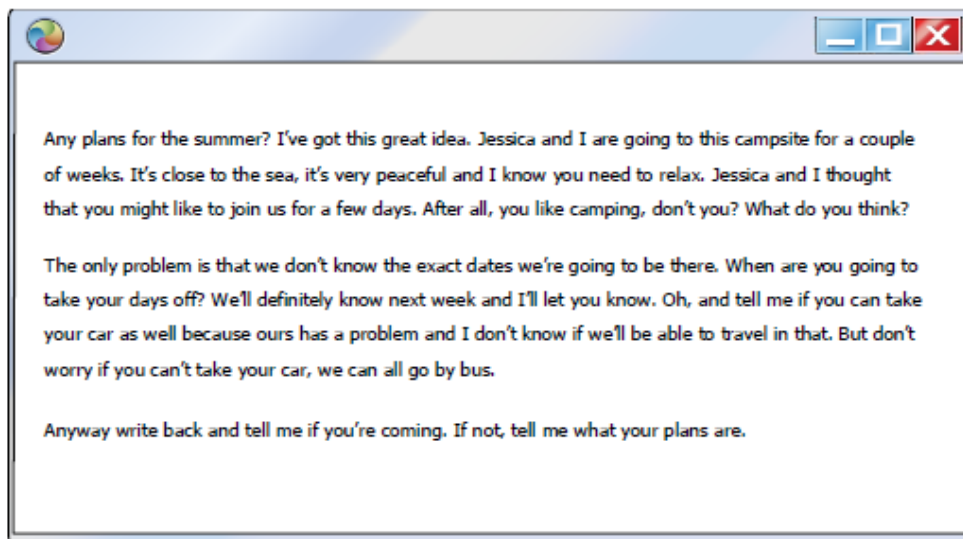 Any plans for the summer? I've got this great idea. Jessica and I are going to this campsite for a couple
of weeks. It's close to the sea, it's very peaceful and I know you need to relax. Jessica and I thought
that you might like to join us for a few days. After all, you like camping, don't you? What do you think?
The only problem is that we don't know the exact dates we're going to be there. When are you going to
take your days off? We'll definitely know next week and I'll let you know. Oh, and tell me if you can take
your car as well because ours has a problem and I don't know if we'll be able to travel in that. But don't
worry if you can't take your car, we can all go by bus.
Anyway write back and tell me if you're coming. If not, tell me what your plans are.